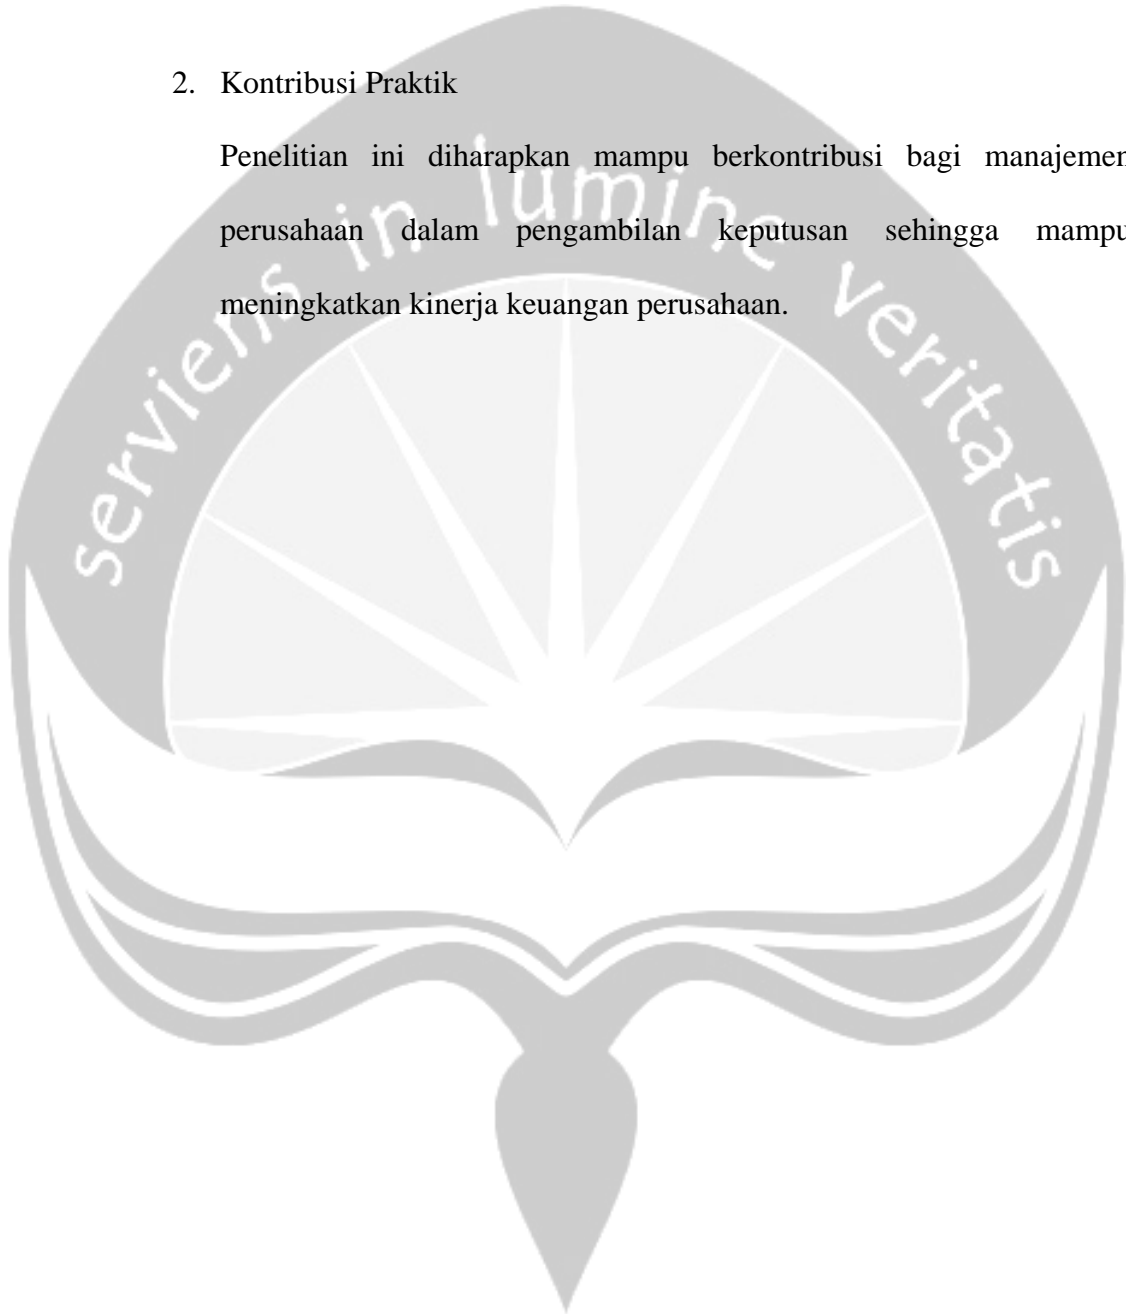 2. Kontribusi Praktik
Penelitian ini diharapkan mampu berkontribusi bagi manajemen
perusahaan dalam pengambilan keputusan sehingga mampu
meningkatkan kinerja keuangan perusahaan.
serviens in lumine veritatis